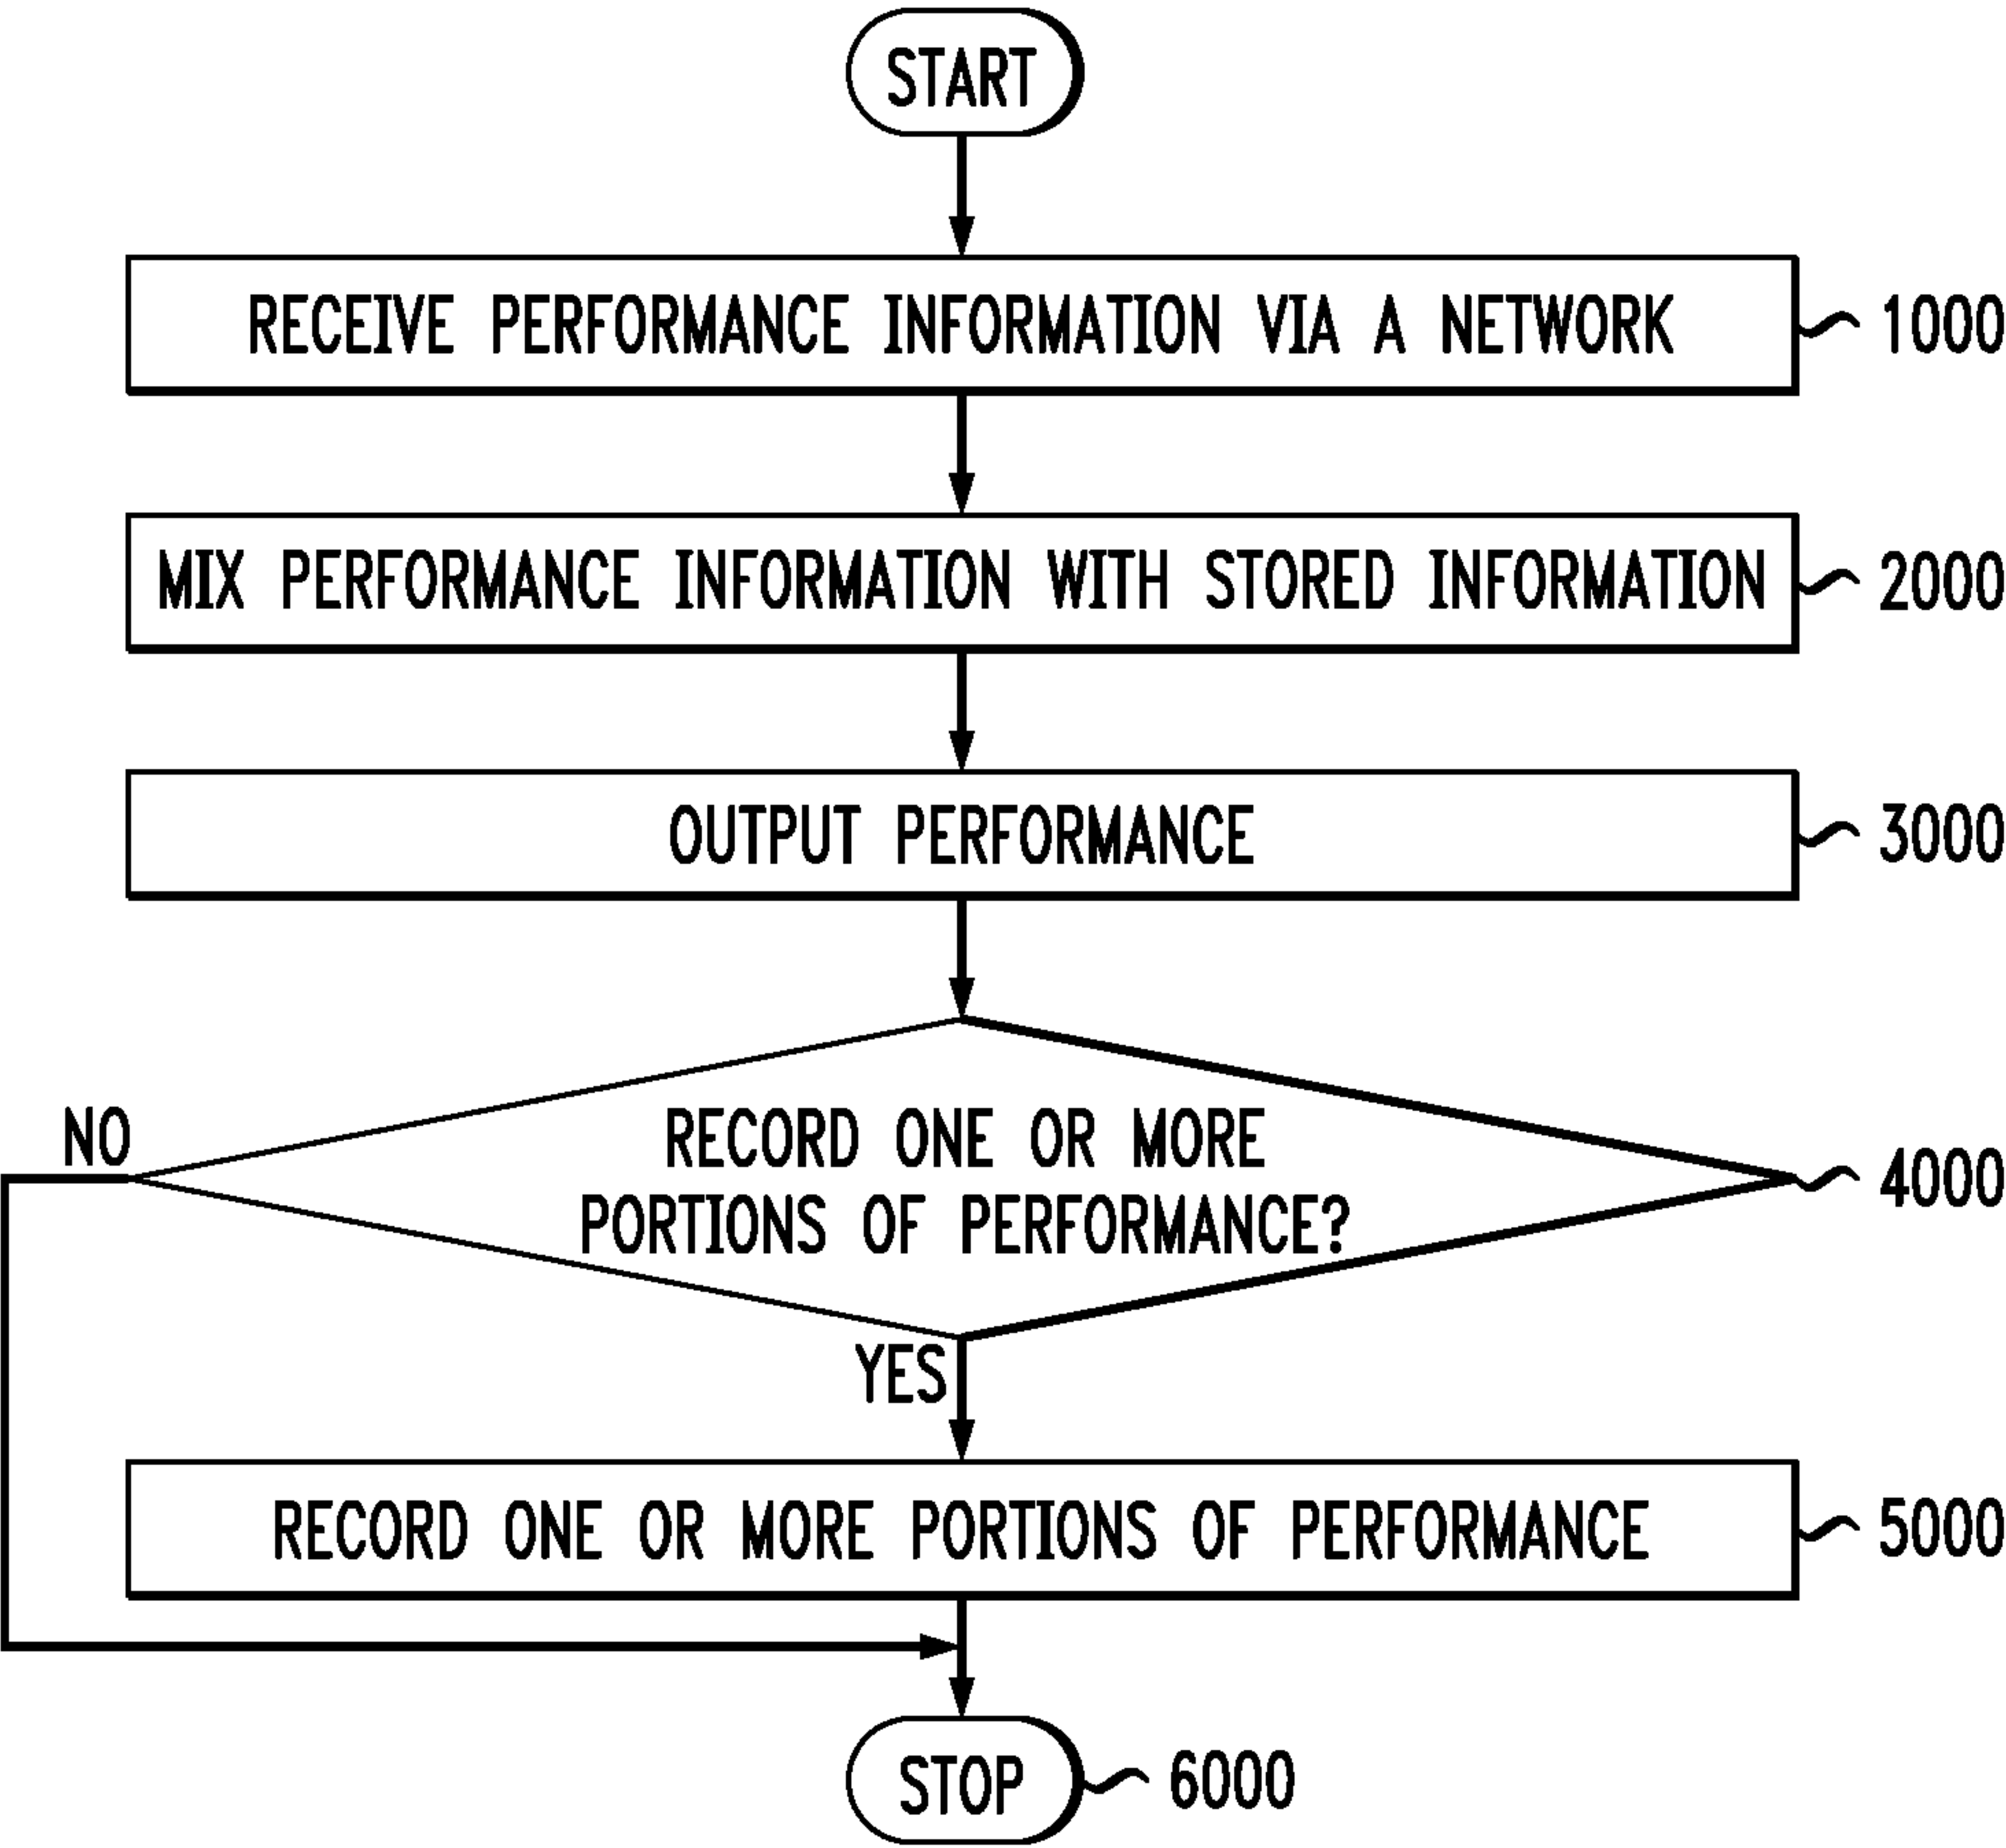 START
RECEIVE PERFORMANCE INFORMATION VIA A NETWORK
1000
MIX PERFORMANCE INFORMATION WITH STORED INFORMATION
2000
OUTPUT PERFORMANCE
3000
NO
RECORD ONE OR MORE
PORTIONS OF PERFORMANCE?
4000
YES
RECORD ONE OR MORE PORTIONS OF PERFORMANCE
5000
STOP
6000